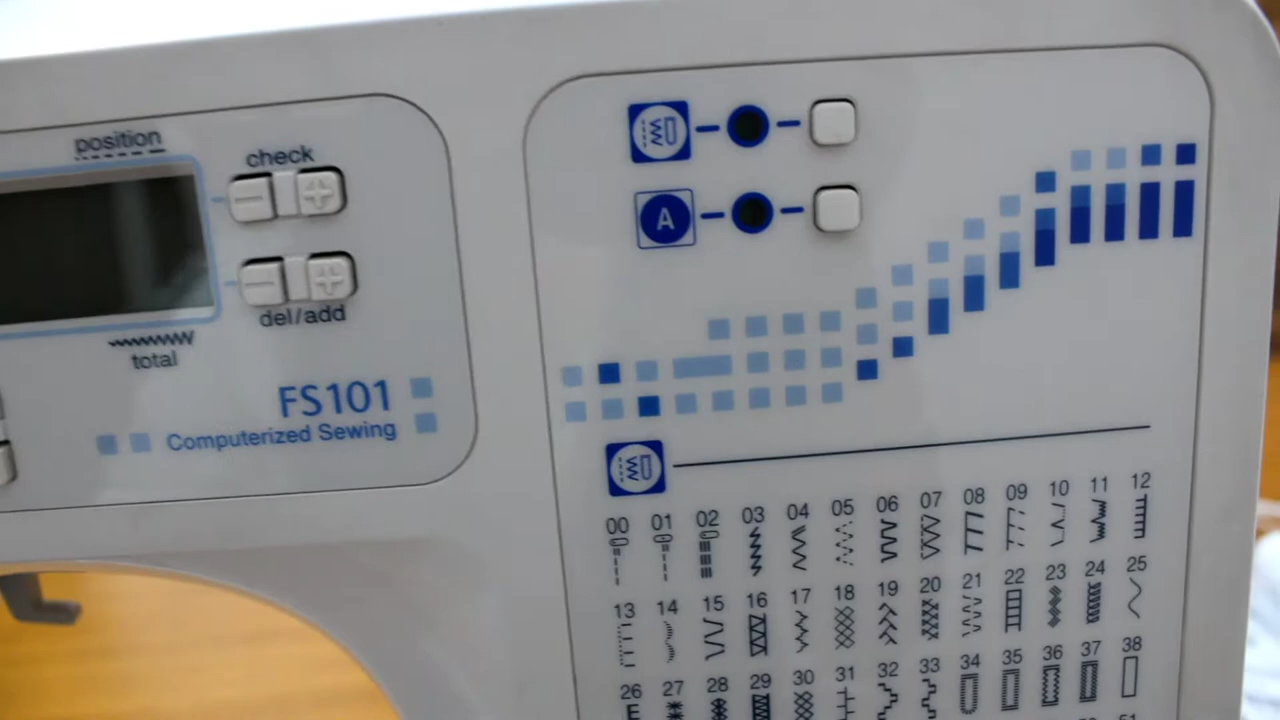 position
check
del/add
total
FS101
Computerized Sewing
A
00 01 02 03 04 05 06 07 08 09 10 11 12
13 14 15 16 17 18 19 20 21 22 23 24 25
26 27 28 29 30 31 32 33 34 35 36 37 38